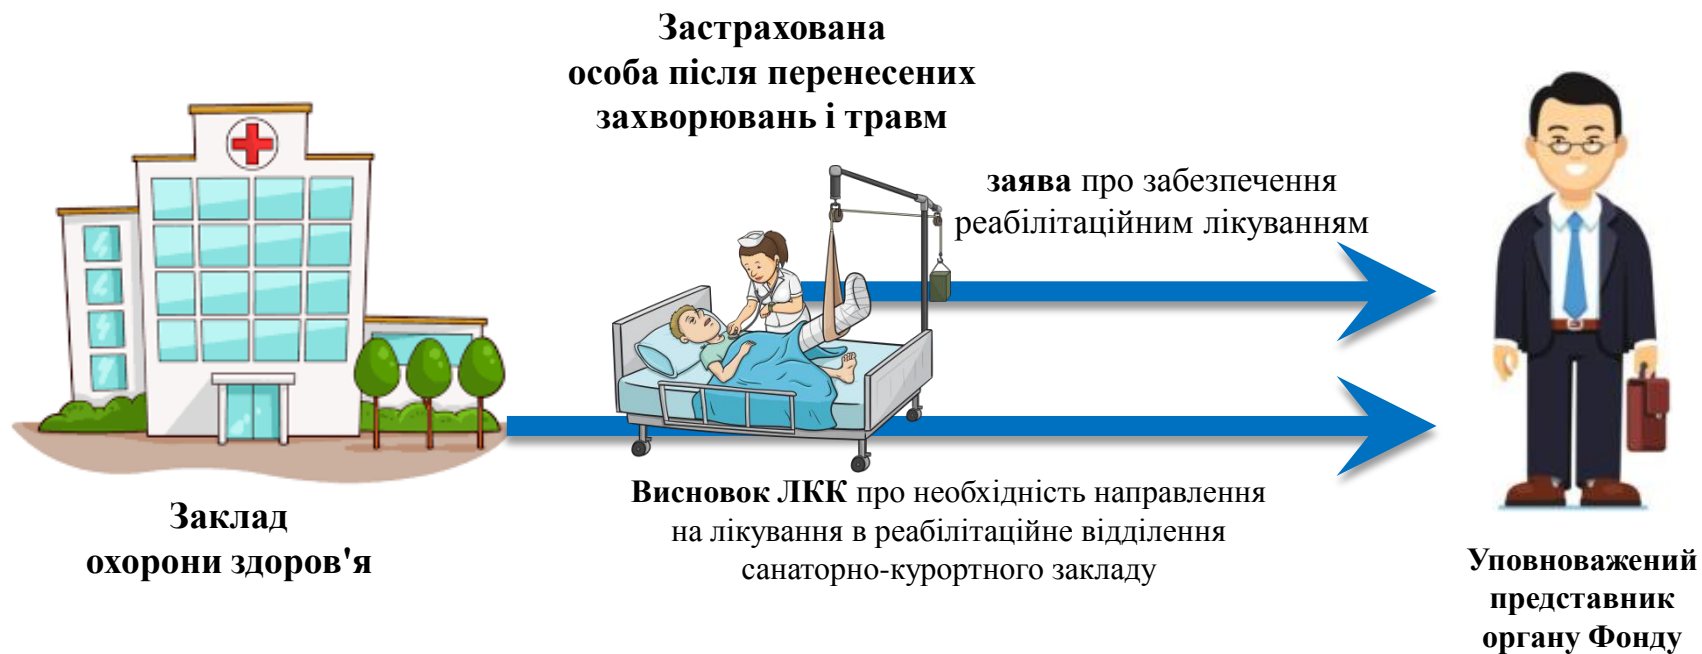 Застрахована
особа після перенесених
захворювань і травм
заява про забезпечення
реабілітаційним лікуванням
Висновок ЛКК про необхідність направлення
на лікування в реабілітаційне відділення
санаторно-курортного закладу
Заклад
охорони здоров'я
Уповноважений
представник
органу Фонду